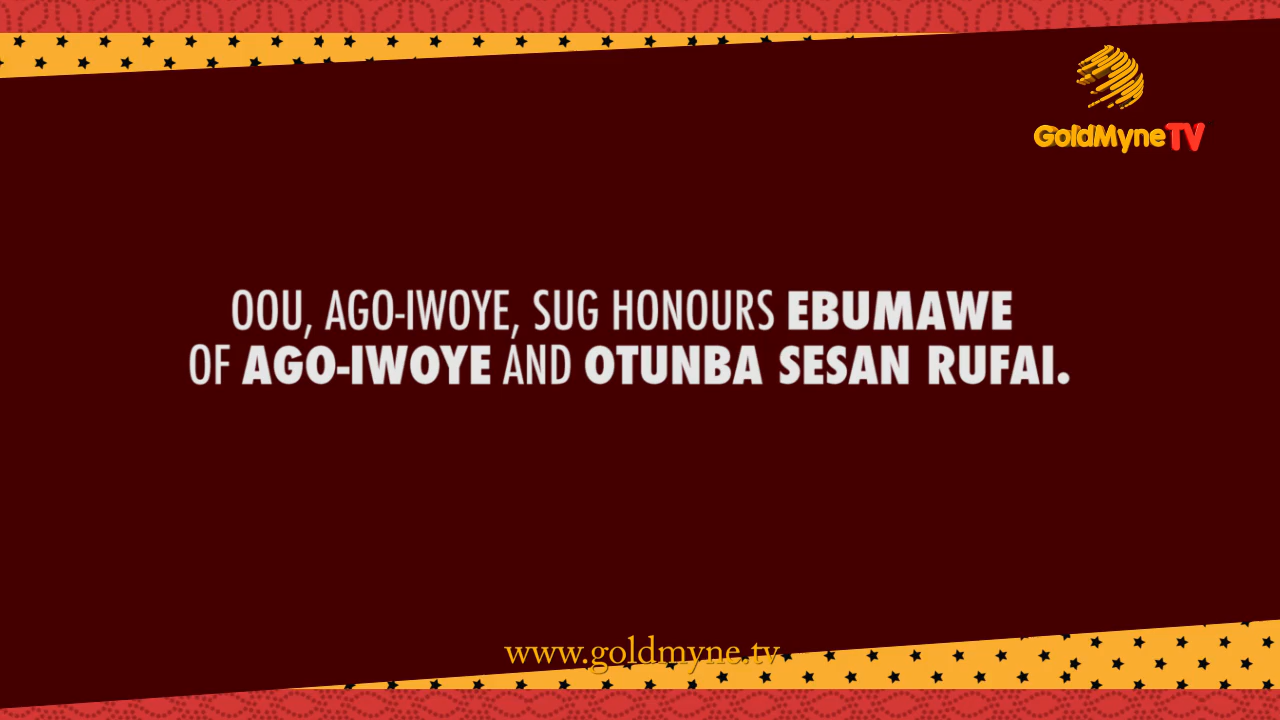 GoldMyneTV
OOU, AGO-IWOYE, SUG HONOURS EBUMAWE
OF AGO-IWOYE AND OTUNBA SESAN RUFAI.
www.goldmyne.tv